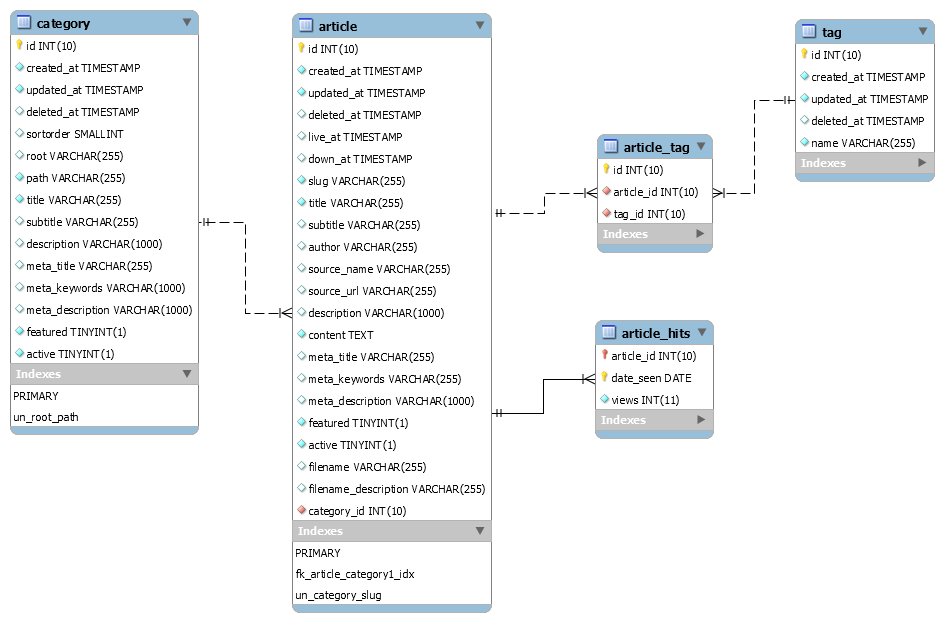 category
id INT(10)
created_at TIMESTAMP
updated_at TIMESTAMP
deleted_at TIMESTAMP
sortorder SMALLINT
root VARCHAR(255)
path VARCHAR(255)
title VARCHAR(255)
subtitle VARCHAR(255)
description VARCHAR(1000)
meta_title VARCHAR(255)
meta_keywords VARCHAR(1000)
meta_description VARCHAR(1000)
featured TINYINT(1)
active TINYINT(1)
Indexes
PRIMARY
un_root_path
article
id INT(10)
created_at TIMESTAMP
updated_at TIMESTAMP
deleted_at TIMESTAMP
live_at TIMESTAMP
down_at TIMESTAMP
slug VARCHAR(255)
title VARCHAR(255)
subtitle VARCHAR(255)
author VARCHAR(255)
source_name VARCHAR(255)
source_url VARCHAR(255)
description VARCHAR(1000)
content TEXT
meta_title VARCHAR(255)
meta_keywords VARCHAR(255)
meta_description VARCHAR(1000)
featured TINYINT(1)
active TINYINT(1)
filename VARCHAR(255)
filename_description VARCHAR(255)
category_id INT(10)
Indexes
PRIMARY
fk_article_category1_idx
un_category_slug
article_tag
id INT(10)
article_id INT(10)
tag_id INT(10)
Indexes
article_hits
article_id INT(10)
date_seen DATE
views INT(11)
Indexes
tag
id INT(10)
created_at TIMESTAMP
updated_at TIMESTAMP
deleted_at TIMESTAMP
name VARCHAR(255)
Indexes